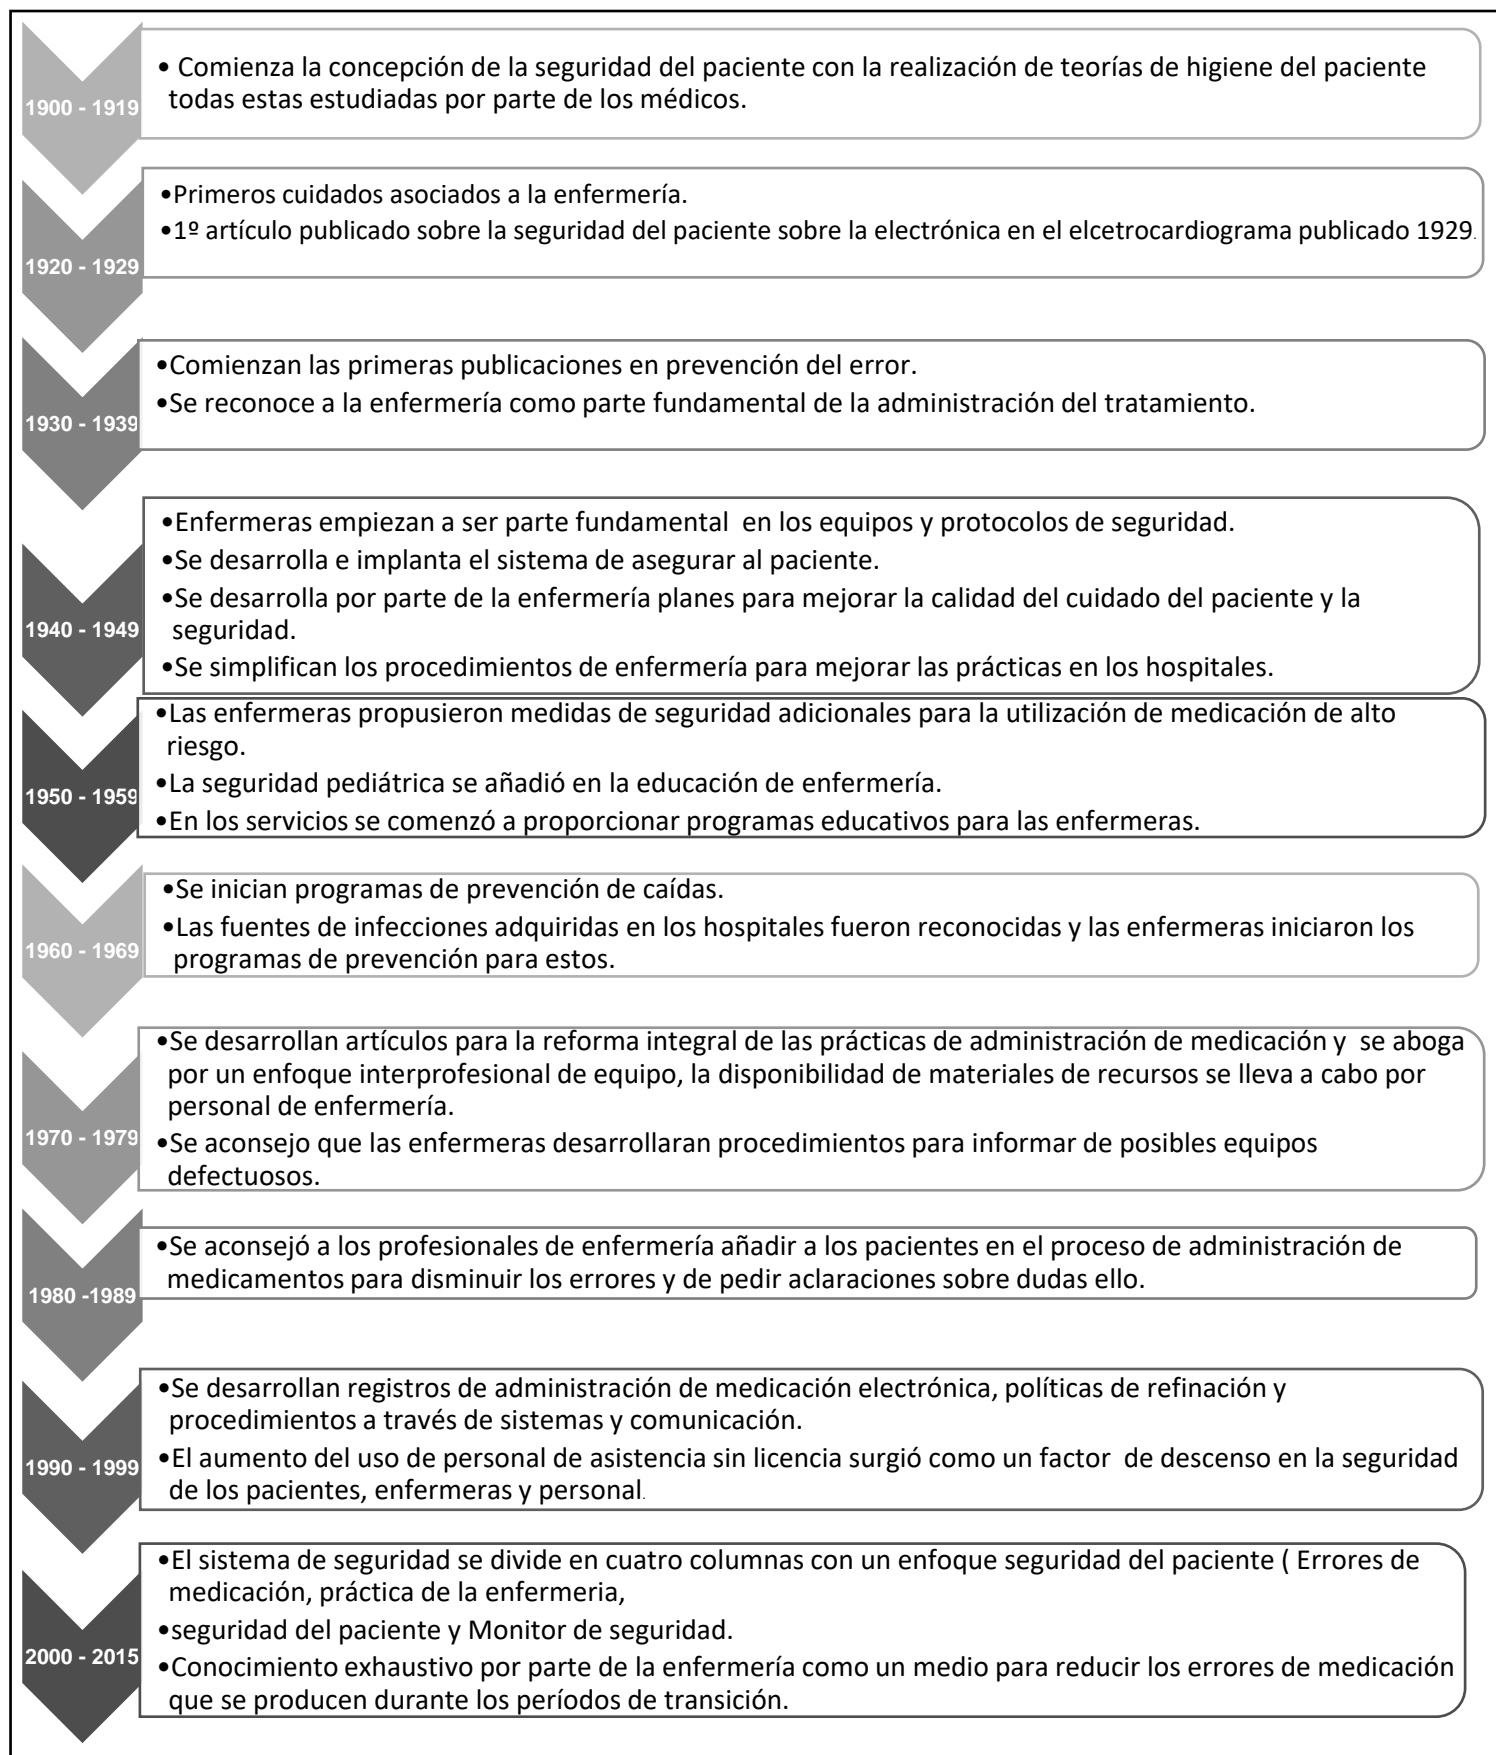 1900 - 1919
• Comienza la concepción de la seguridad del paciente con la realización de teorías de higiene del paciente
todas estas estudiadas por parte de los médicos.
1920 - 1929
•Primeros cuidados asociados a la enfermería.
•1º artículo publicado sobre la seguridad del paciente sobre la electrónica en el elcetrocardiograma publicado 1929.
1930 - 1939
•Comienzan las primeras publicaciones en prevención del error.
•Se reconoce a la enfermería como parte fundamental de la administración del tratamiento.
1940 - 1949
•Enfermeras empiezan a ser parte fundamental  en los equipos y protocolos de seguridad.
•Se desarrolla e implanta el sistema de asegurar al paciente.
•Se desarrolla por parte de la enfermería planes para mejorar la calidad del cuidado del paciente y la
seguridad.
•Se simplifican los procedimientos de enfermería para mejorar las prácticas en los hospitales.
1950 - 1959
•Las enfermeras propusieron medidas de seguridad adicionales para la utilización de medicación de alto
riesgo.
•La seguridad pediátrica se añadió en la educación de enfermería.
•En los servicios se comenzó a proporcionar programas educativos para las enfermeras.
1960 - 1969
•Se inician programas de prevención de caídas.
•Las fuentes de infecciones adquiridas en los hospitales fueron reconocidas y las enfermeras iniciaron los
programas de prevención para estos.
1970 - 1979
•Se desarrollan artículos para la reforma integral de las prácticas de administración de medicación y  se aboga
por un enfoque interprofesional de equipo, la disponibilidad de materiales de recursos se lleva a cabo por
personal de enfermería.
•Se aconsejo que las enfermeras desarrollaran procedimientos para informar de posibles equipos
defectuosos.
1980 -1989
•Se aconsejó a los profesionales de enfermería añadir a los pacientes en el proceso de administración de
medicamentos para disminuir los errores y de pedir aclaraciones sobre dudas ello.
1990 - 1999
•Se desarrollan registros de administración de medicación electrónica, políticas de refinación y
procedimientos a través de sistemas y comunicación.
•El aumento del uso de personal de asistencia sin licencia surgió como un factor  de descenso en la seguridad
de los pacientes, enfermeras y personal.
2000 - 2015
•El sistema de seguridad se divide en cuatro columnas con un enfoque seguridad del paciente ( Errores de
medicación, práctica de la enfermeria,
•seguridad del paciente y Monitor de seguridad.
•Conocimiento exhaustivo por parte de la enfermería como un medio para reducir los errores de medicación
que se producen durante los períodos de transición.